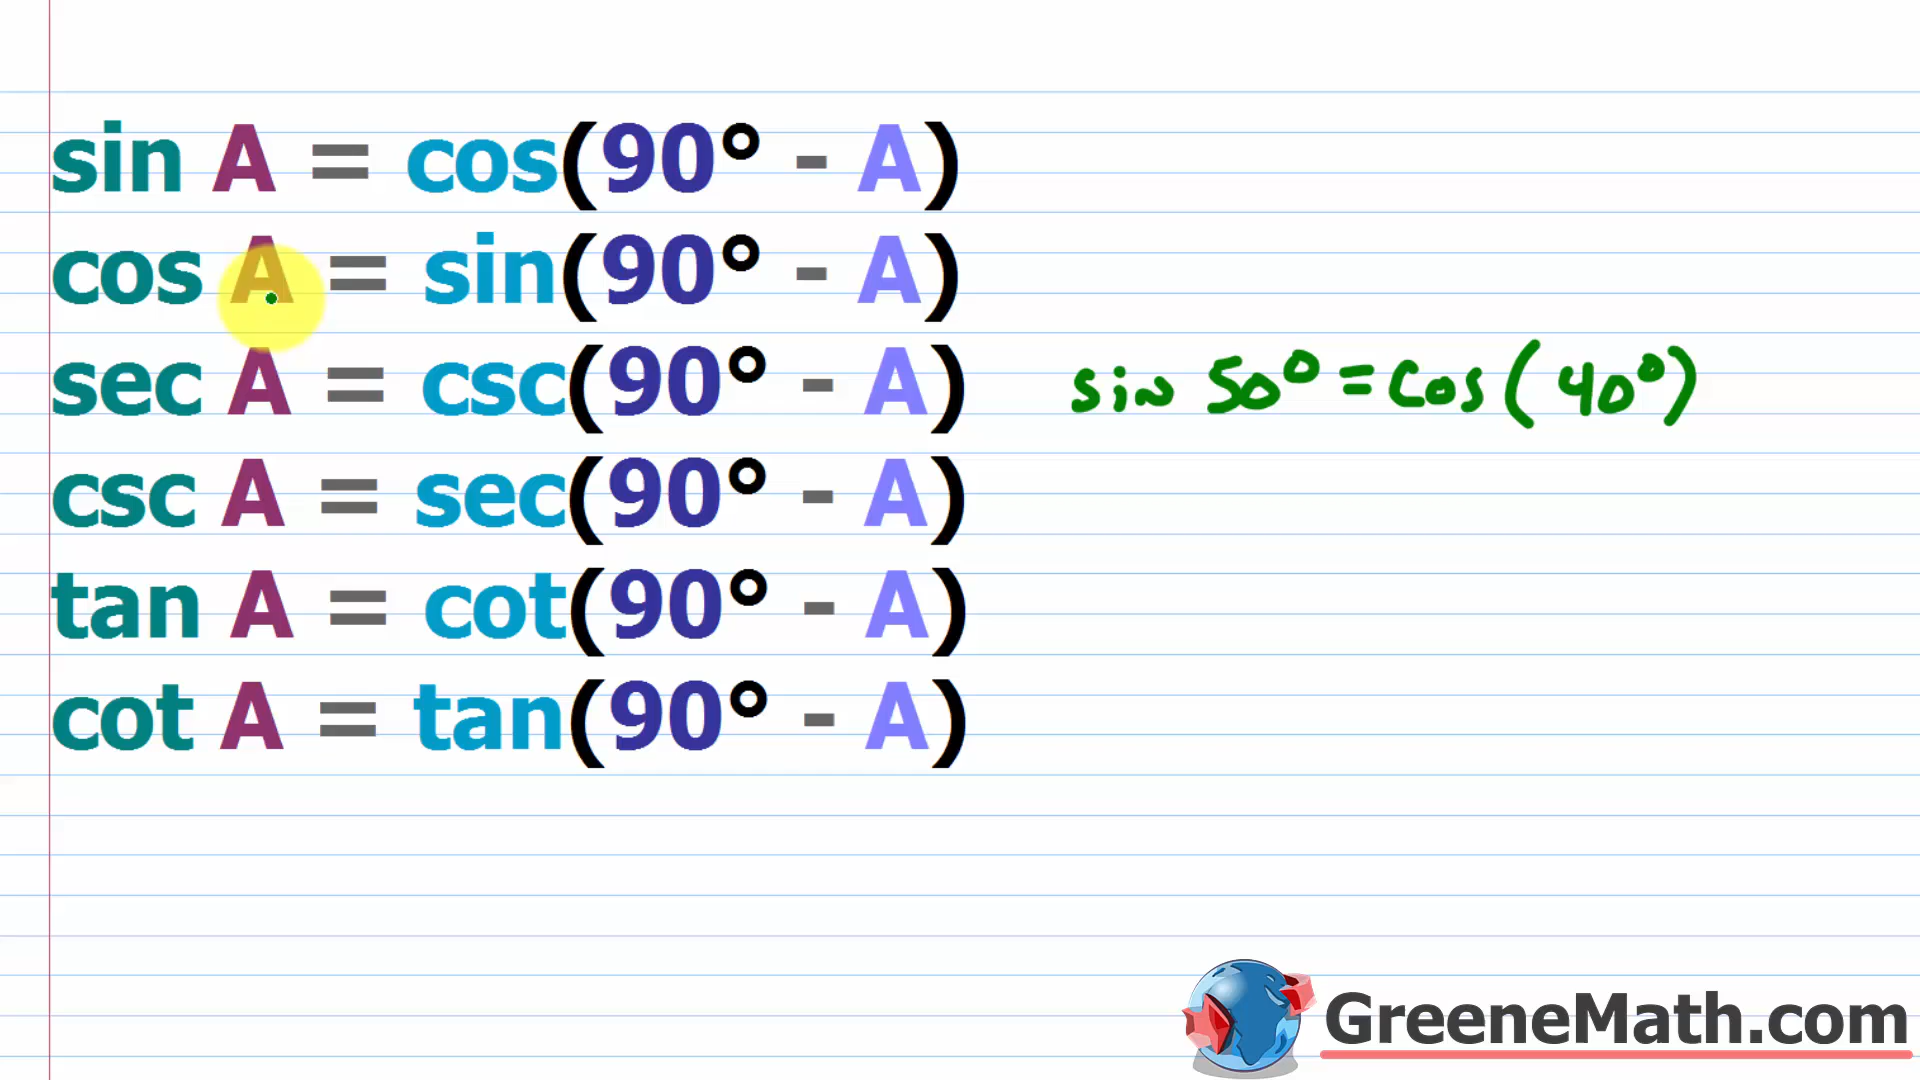 sin A = cos(90° - A)
cos A = sin(90° - A)
sec A = csc(90° - A)
sin 50° = cos(40°)
csc A = sec(90° - A)
tan A = cot(90° - A)
cot A = tan(90° - A)
GreeneMath.com